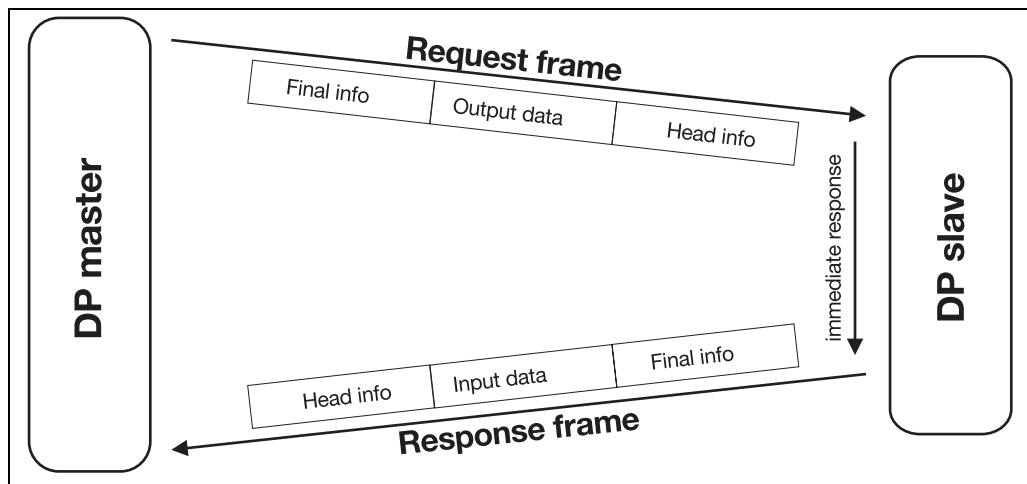 DP master
Request frame
Final info
Output data
Head info
immediate response
DP slave
Head info
Input data
Final info
Response frame